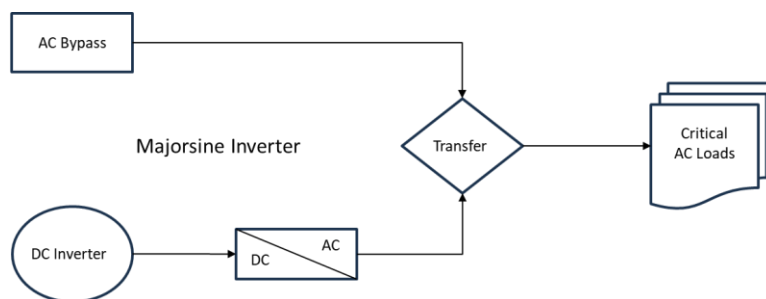 AC Bypass
Majorsine Inverter
Transfer
Critical
AC Loads
DC Inverter
DC
AC